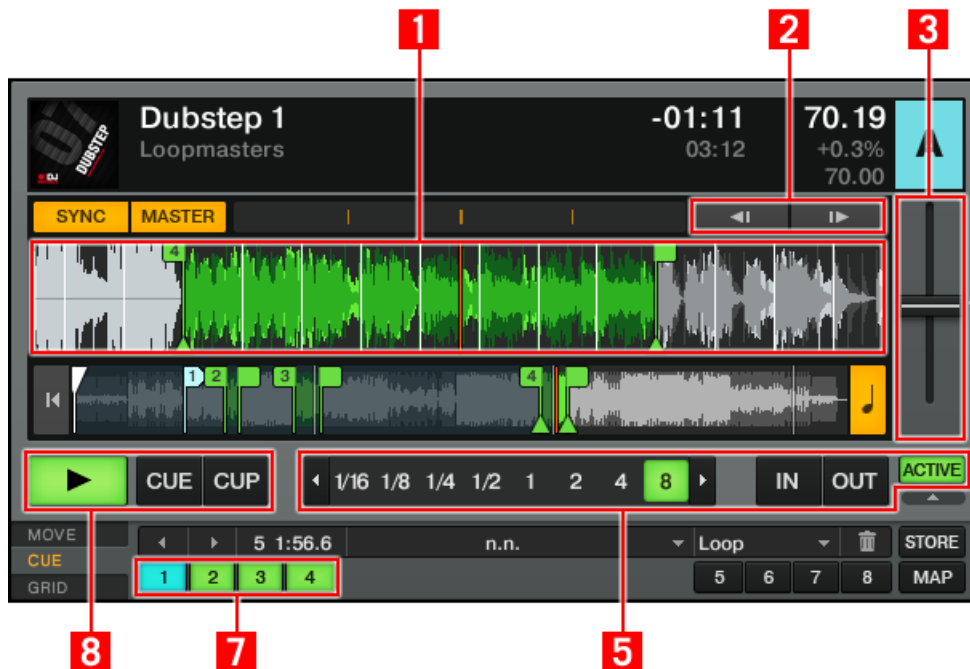 1 2 3
Dubstep 1 -01:11 70.19 A
Loopmasters 03:12 +0.3%
70.00
DUBSTEP
SYNC MASTER
4
1 2 3 4
CUE CUP 1/16 1/8 1/4 1/2 1 2 4 8 IN OUT ACTIVE
MOVE 5 1:56.6 n.n. Loop STORE
CUE
1 2 3 4 5 6 7 8 MAP
GRID
8 7 5